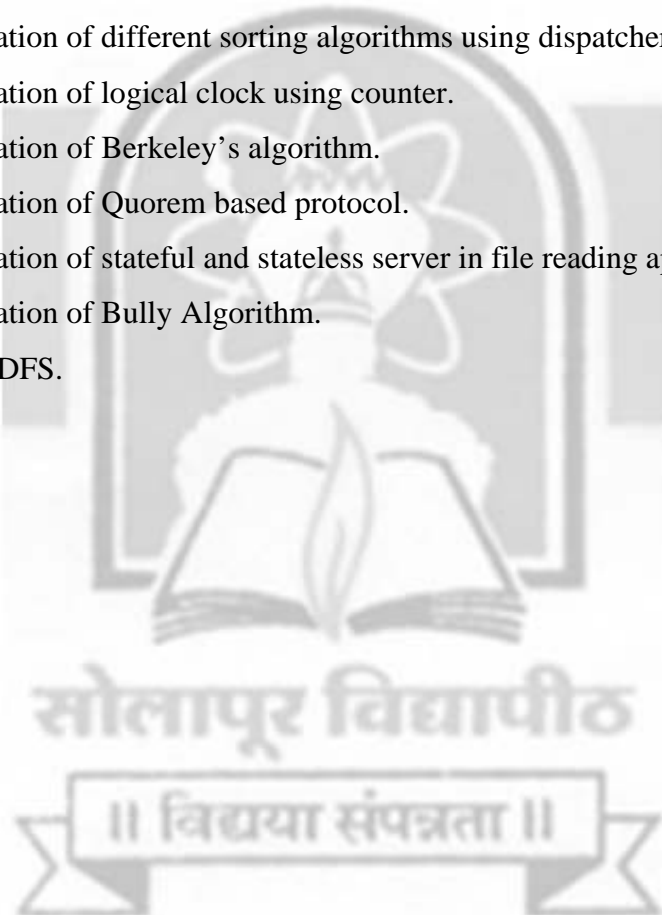 ation of different sorting algorithms using dispatcher
ation of logical clock using counter.
ation of Berkeley's algorithm.
ation of Quorem based protocol.
ation of stateful and stateless server in file reading ap
ation of Bully Algorithm.
DFS.
सोलापूर विद्यापीठ
॥ विद्यया संपन्नता ॥